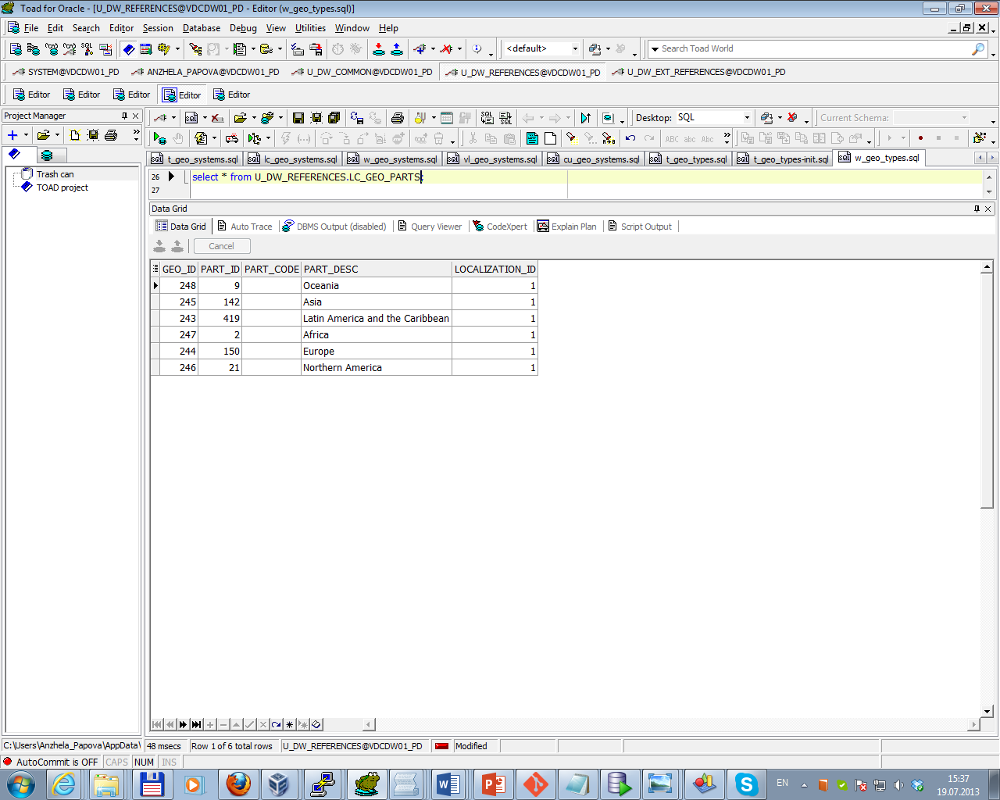 Toad for Oracle - [U_DW_REFERENCES@VDCDW01_PD - Editor (w_geo_types.sql)]
File Edit Search Editor Session Database Debug View Utilities Window Help
<default> Search Toad World
SYSTEM@VDCDW01_PD ANZHELA_PAPOVA@VDCDW01_PD U_DW_COMMON@VDCDW01_PD U_DW_REFERENCES@VDCDW01_PD U_DW_EXT_REFERENCES@VDCDW01_PD
Editor Editor Editor Editor Editor
Project Manager
Desktop: SQL Current Schema:
ABC abc Abc
t_geo_systems.sql lc_geo_systems.sql w_geo_systems.sql vl_geo_systems.sql cu_geo_systems.sql t_geo_types.sql t_geo_types-init.sql w_geo_types.sql
Trash can
TOAD project
26 select * from U_DW_REFERENCES.LC_GEO_PARTS;
27
Data Grid
Data Grid Auto Trace DBMS Output (disabled) Query Viewer CodeXpert Explain Plan Script Output
Cancel
GEO_ID PART_ID PART_CODE PART_DESC LOCALIZATION_ID
248 9 Oceania 1
245 142 Asia 1
243 419 Latin America and the Caribbean 1
247 2 Africa 1
244 150 Europe 1
246 21 Northern America 1
C:\Users\Anzhela_Papova\AppData\ 48 msecs Row 1 of 6 total rows U_DW_REFERENCES@VDCDW01_PD Modified
AutoCommit is OFF CAPS NUM INS
EN 15:37
19.07.2013